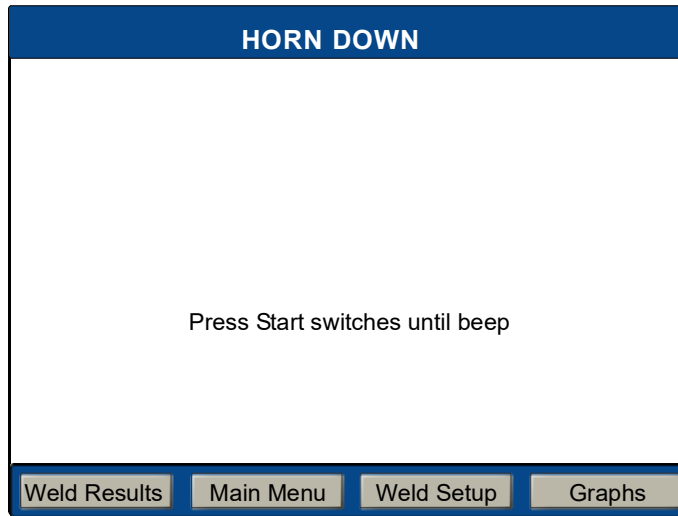 HORN DOWN
Press Start switches until beep
Weld Results Main Menu Weld Setup Graphs